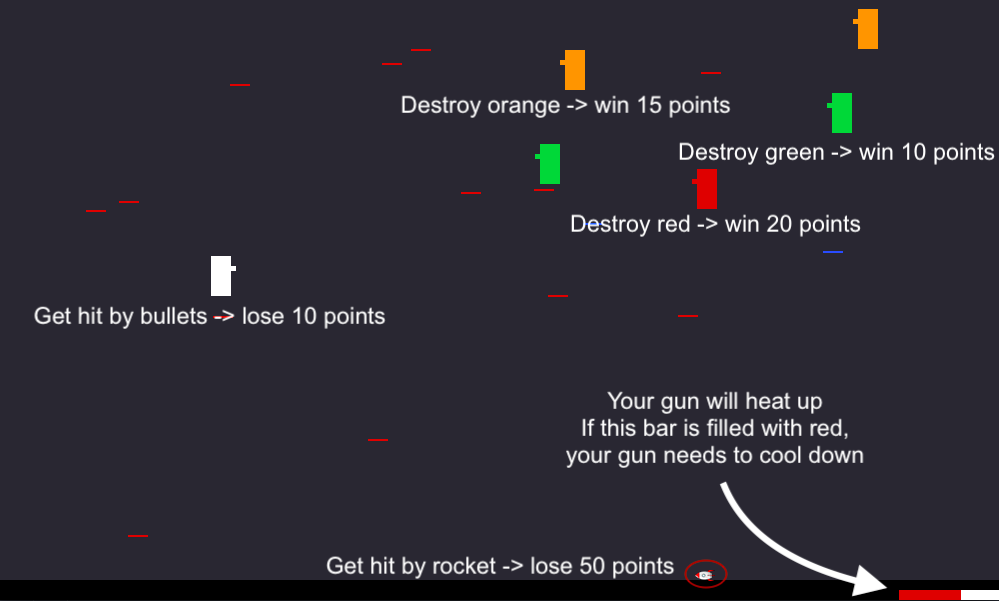 Destroy orange -> win 15 points
Destroy green -> win 10 points
Destroy red -> win 20 points
Get hit by bullets -> lose 10 points
Your gun will heat up
If this bar is filled with red,
your gun needs to cool down
Get hit by rocket -> lose 50 points